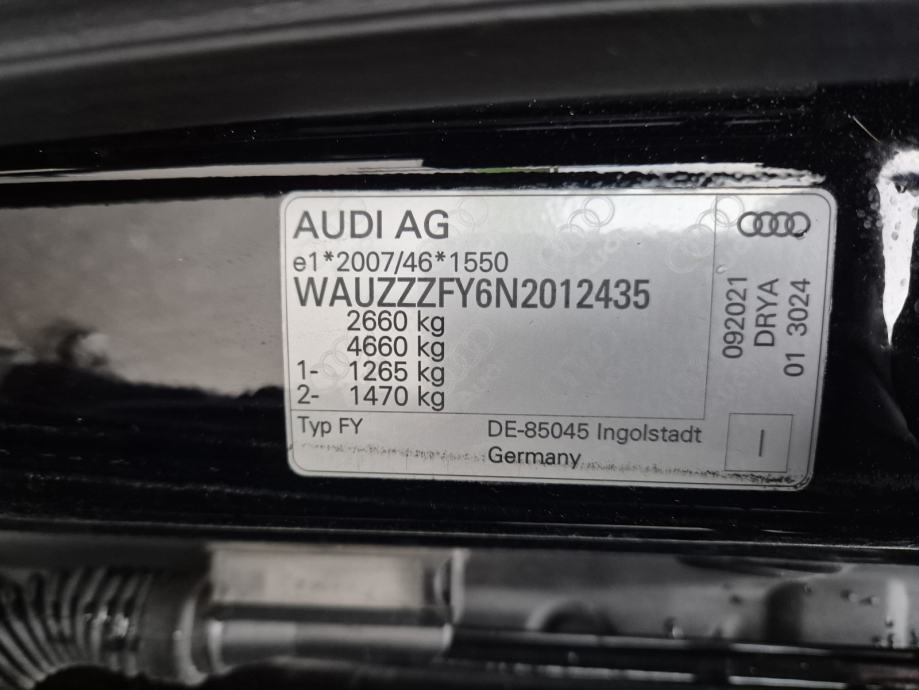 AUDI AG
e1*2007/46*1550
WAUZZZFY6N2012435
2660 kg
4660 kg
1- 1265 kg
2- 1470 kg
Typ FY
DE-85045 Ingolstadt
Germany
092021
DRYA
01 3024
I